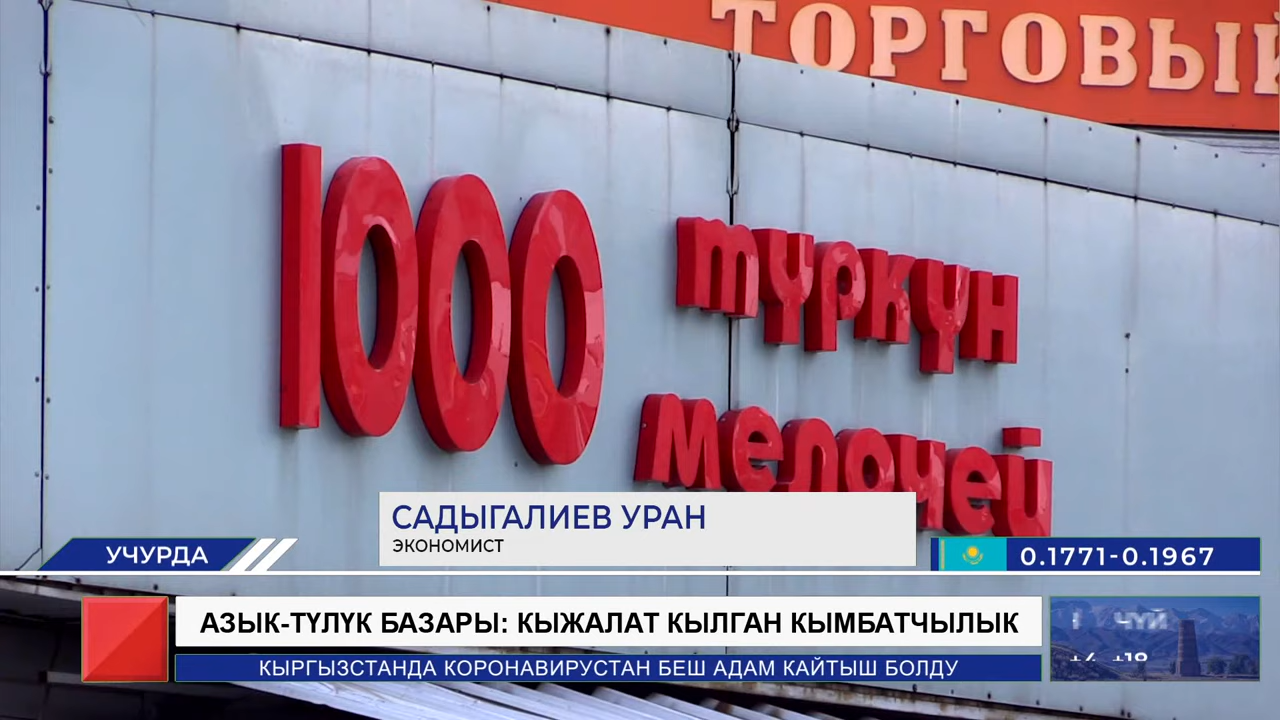 ТОРГОВЫЙ
1000
түркүн
мелочей
САДЫГАЛИЕВ УРАН
ЭКОНОМИСТ
УЧУРДА
0.1771-0.1967
АЗЫК-ТҮЛҮК БАЗАРЫ: КЫЖАЛАТ КЫЛГАН КЫМБАТЧЫЛЫК
ЧҮЙ
КЫРГЫЗСТАНДА КОРОНАВИРУСТАН БЕШ АДАМ КАЙТЫШ БОЛДУ